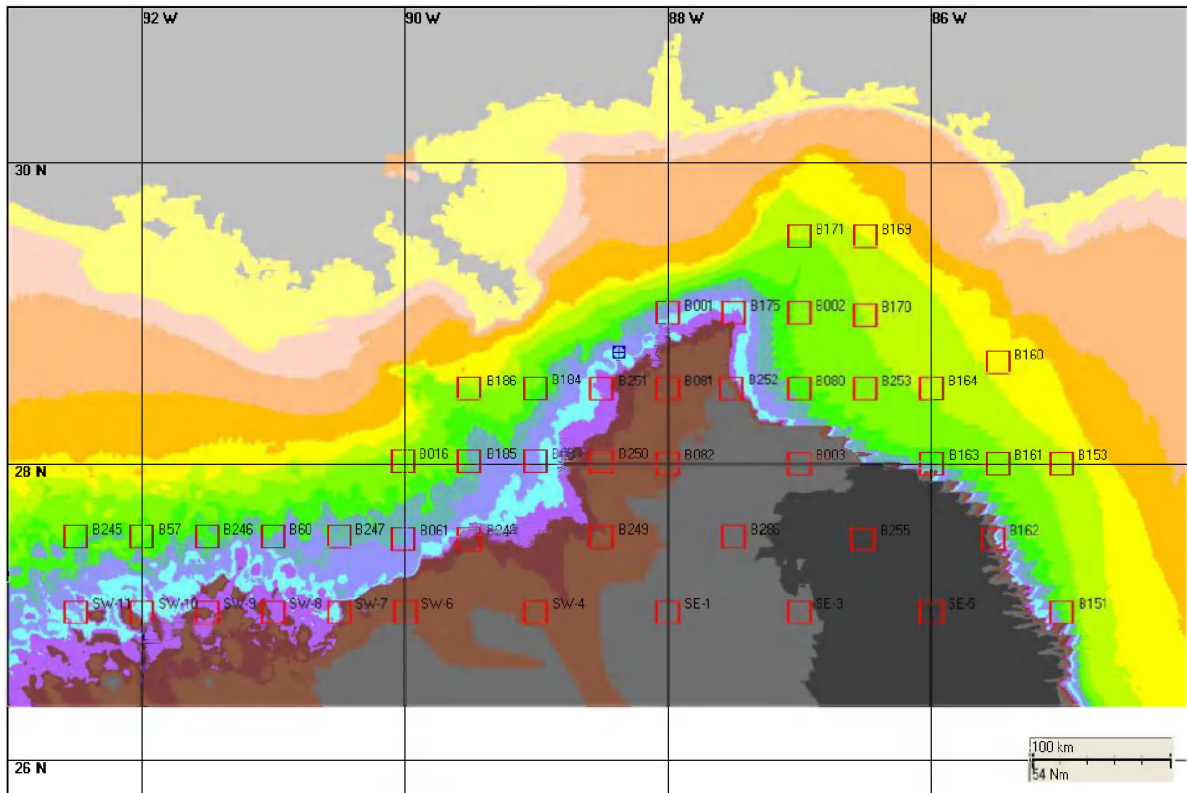 92 W 90 W 88 W 86 W
30 N
B171 B169
B001 B175 B002 B170
B160
B186 B184 B251 B081 B252 B080 B253 B164
B016 B185 B250 B082 B003 B163 B161 B153
28 N
B245 B57 B246 B60 B247 B061 B249 B286 B255 B162
SW-11 SW-10 SW-9 SW-8 SW-7 SW-6 SW-4 SE-1 SE-3 SE-5 B151
100 km
26 N
54 Nm